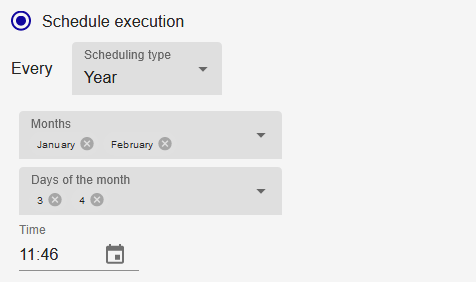 Schedule execution
Every
Scheduling type
Year
Months
January February
Days of the month
3 4
Time
11:46